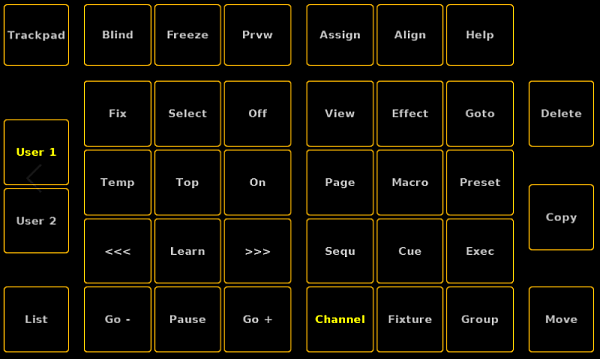 Trackpad Blind Freeze Prvw Assign Align Help
Fix Select Off View Effect Goto Delete
User 1
Temp Top On Page Macro Preset
User 2 Copy
<<< Learn >>> Sequ Cue Exec
List Go - Pause Go + Channel Fixture Group Move